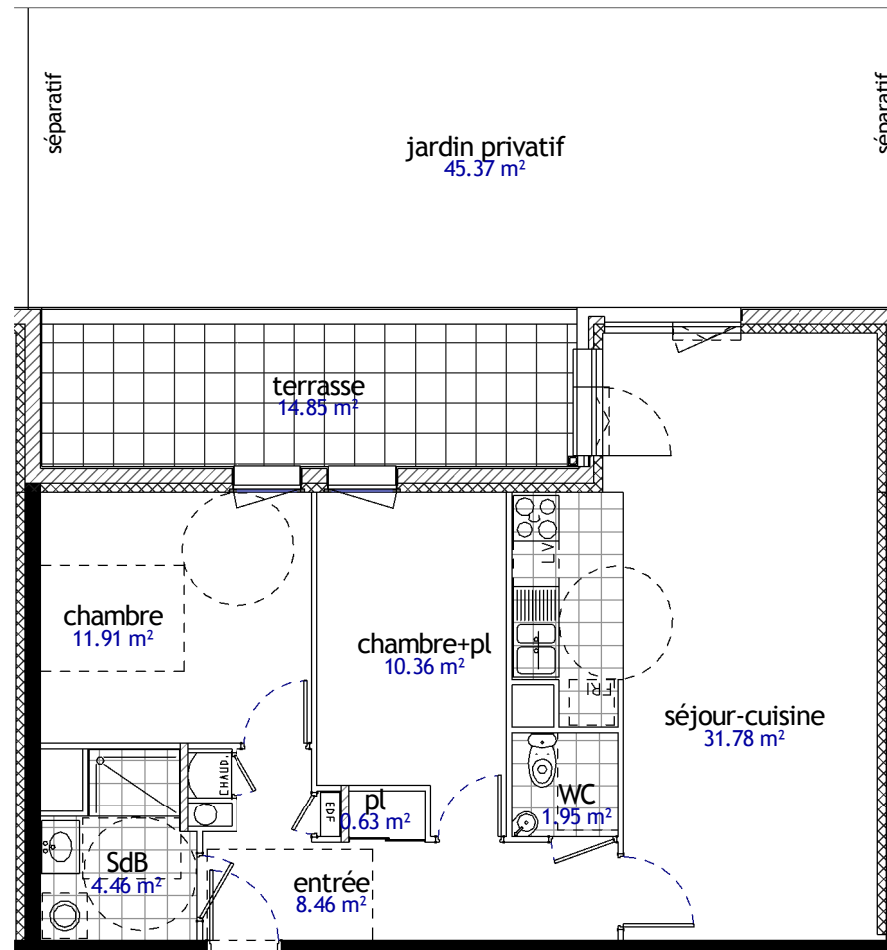 séparatif
séparatif
jardin privatif
45.37 m²
terrasse
14.85 m²
LV
chambre
11.91 m²
chambre+pl
10.36 m²
FR
séjour-cuisine
31.78 m²
CHAUD.
EDF
pl
0.63 m²
WC
1.95 m²
SdB
4.46 m²
entrée
8.46 m²